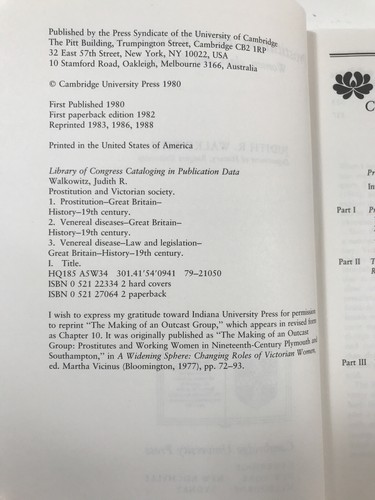 Published by the Press Syndicate of the University of Cambridge
The Pitt Building, Trumpington Street, Cambridge CB2 1RP
32 East 57th Street, New York, NY 10022, USA
10 Stamford Road, Oakleigh, Melbourne 3166, Australia
© Cambridge University Press 1980
First Published 1980
First paperback edition 1982
Reprinted 1983, 1986, 1988
Printed in the United States of America
Library of Congress Cataloging in Publication Data
Walkowitz, Judith R.
Prostitution and Victorian society.
1. Prostitution–Great Britain–
History–19th century.
2. Venereal diseases–Great Britain–
History–19th century.
3. Venereal disease–Law and legislation–
Great Britain–History–19th century.
I. Title.
HQ185 A5W34 301.41'54'0941 79–21050
ISBN 0 521 22334 2 hard covers
ISBN 0 521 27064 2 paperback
I wish to express my gratitude toward Indiana University Press for permission
to reprint “The Making of an Outcast Group,” which appears in revised form
as Chapter 10. It was originally published as “The Making of an Outcast
Group: Prostitutes and Working Women in Nineteenth-Century Plymouth and
Southampton,” in A Widening Sphere: Changing Roles of Victorian Women,
ed. Martha Vicinus (Bloomington, 1977), pp. 72–93.
C
Part I
Part II
Part III